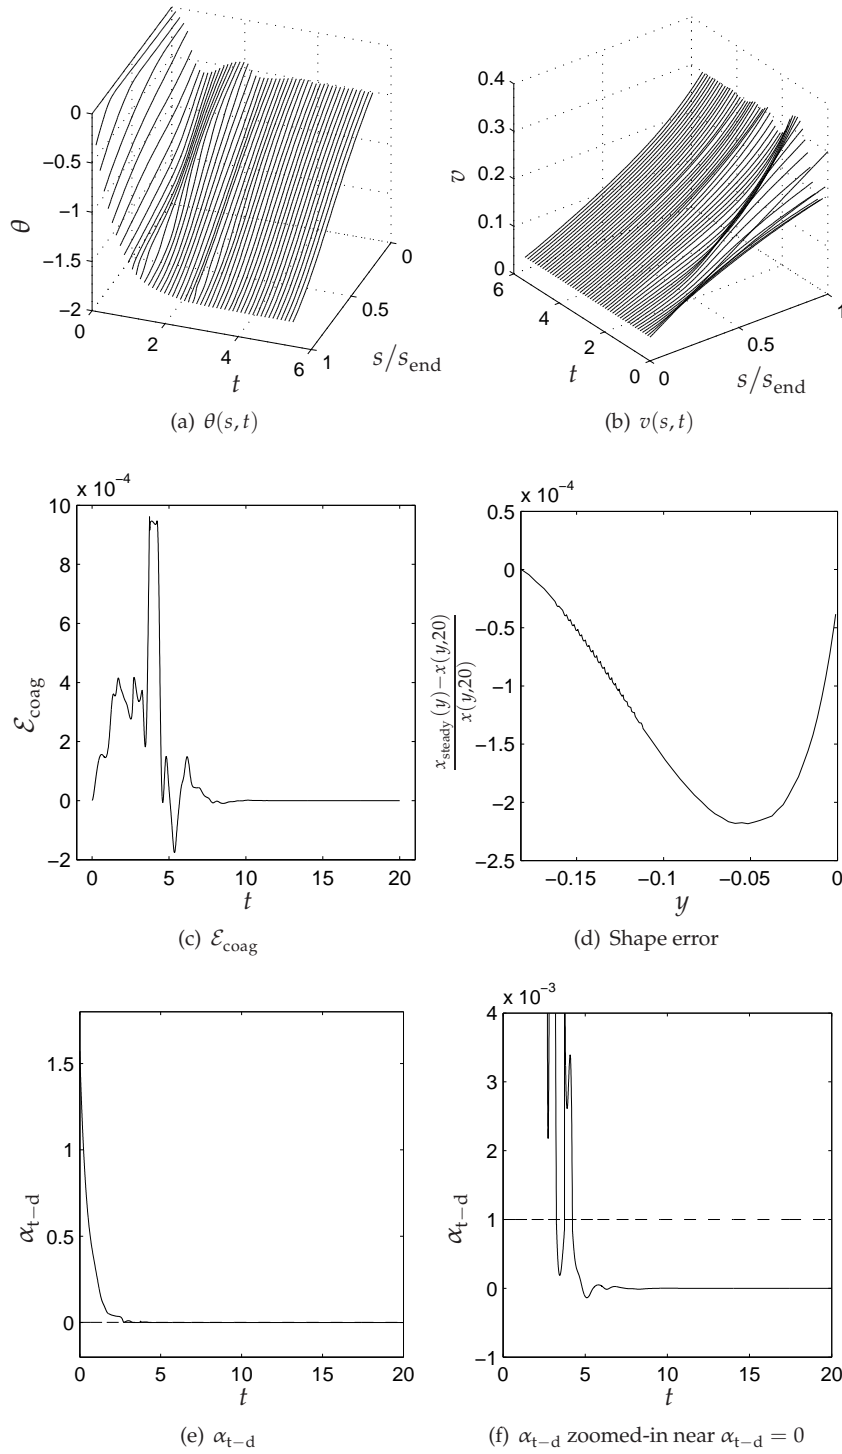 0
−0.5
−1
−1.5
−2
θ
0
2
4
6
t
1
0.5
0
s/s_end
(a) θ(s, t)
0.4
0.3
0.2
0.1
0
v
6
4
2
0
t
0
0.5
1
s/s_end
(b) v(s, t)
x 10⁻⁴
10
8
6
4
2
0
−2
ℰ_coag
0
5
10
15
20
t
(c) ℰ_coag
x 10⁻⁴
0.5
0
−0.5
−1
−1.5
−2
−2.5
x_steady(y)−x(y,20)
x(y,20)
−0.15
−0.1
−0.05
0
y
(d) Shape error
1.5
1
0.5
0
α_t−d
0
5
10
15
20
t
(e) α_t−d
x 10⁻³
4
3
2
1
0
−1
α_t−d
0
5
10
15
20
t
(f) α_t−d zoomed-in near α_t−d = 0